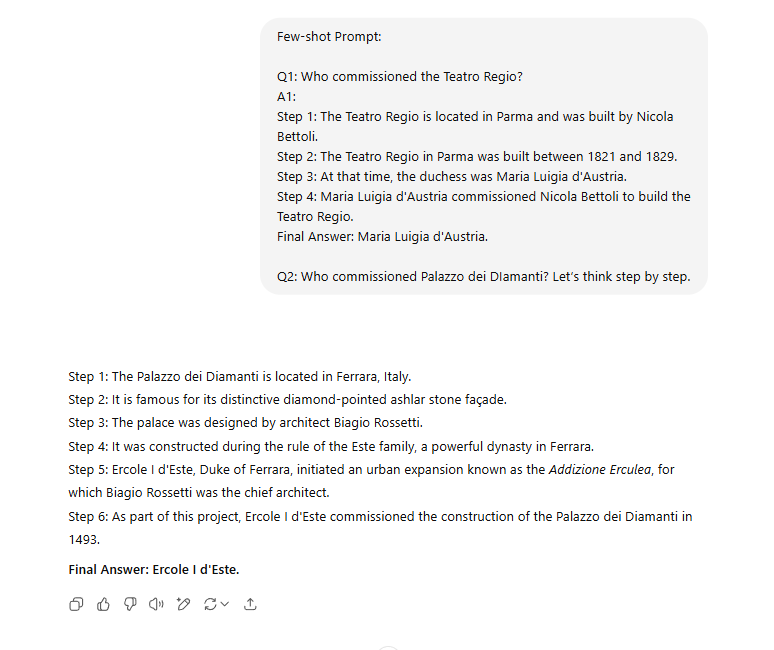 Few-shot Prompt:
Q1: Who commissioned the Teatro Regio?
A1:
Step 1: The Teatro Regio is located in Parma and was built by Nicola
Bettoli.
Step 2: The Teatro Regio in Parma was built between 1821 and 1829.
Step 3: At that time, the duchess was Maria Luigia d'Austria.
Step 4: Maria Luigia d'Austria commissioned Nicola Bettoli to build the
Teatro Regio.
Final Answer: Maria Luigia d'Austria.
Q2: Who commissioned Palazzo dei DIamanti? Let's think step by step.
Step 1: The Palazzo dei Diamanti is located in Ferrara, Italy.
Step 2: It is famous for its distinctive diamond-pointed ashlar stone façade.
Step 3: The palace was designed by architect Biagio Rossetti.
Step 4: It was constructed during the rule of the Este family, a powerful dynasty in Ferrara.
Step 5: Ercole I d'Este, Duke of Ferrara, initiated an urban expansion known as the Addizione Erculea, for
which Biagio Rossetti was the chief architect.
Step 6: As part of this project, Ercole I d'Este commissioned the construction of the Palazzo dei Diamanti in
1493.
Final Answer: Ercole I d'Este.